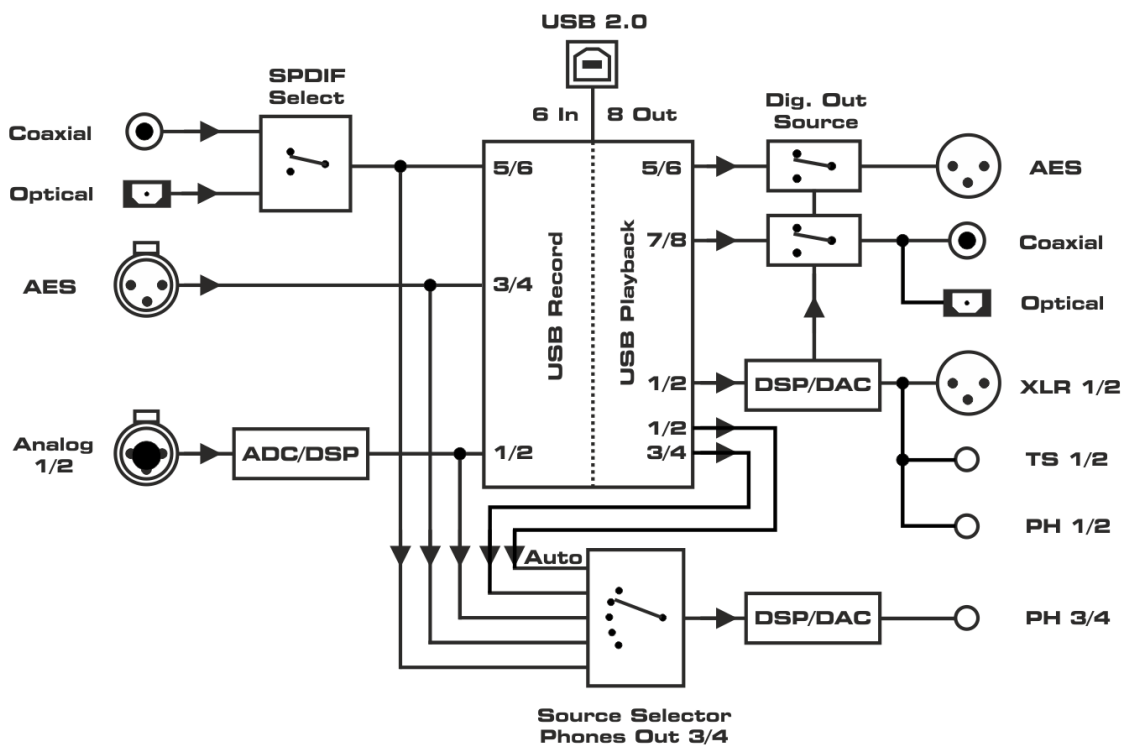 USB 2.0
6 In
8 Out
SPDIF
Select
Dig. Out
Source
Coaxial
Optical
AES
Analog
1/2
ADC/DSP
5/6
3/4
1/2
USB Record
USB Playback
5/6
7/8
1/2
1/2
3/4
DSP/DAC
AES
Coaxial
Optical
XLR 1/2
TS 1/2
PH 1/2
Auto
DSP/DAC
PH 3/4
Source Selector
Phones Out 3/4